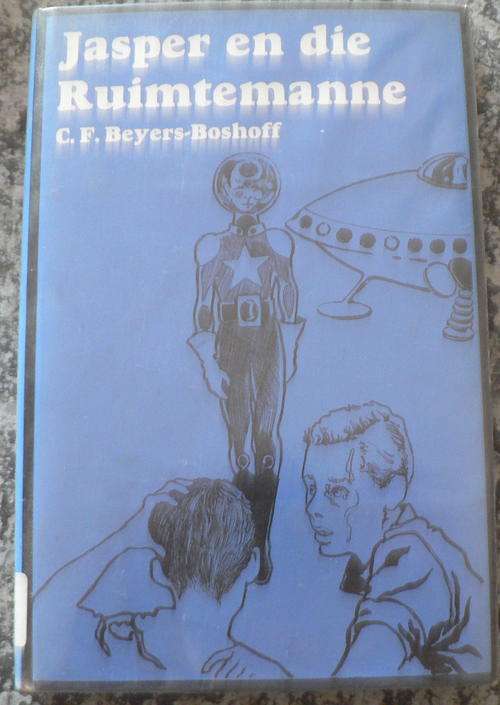 Jasper en die
Ruimtemanne
C. F. Beyers-Boshoff